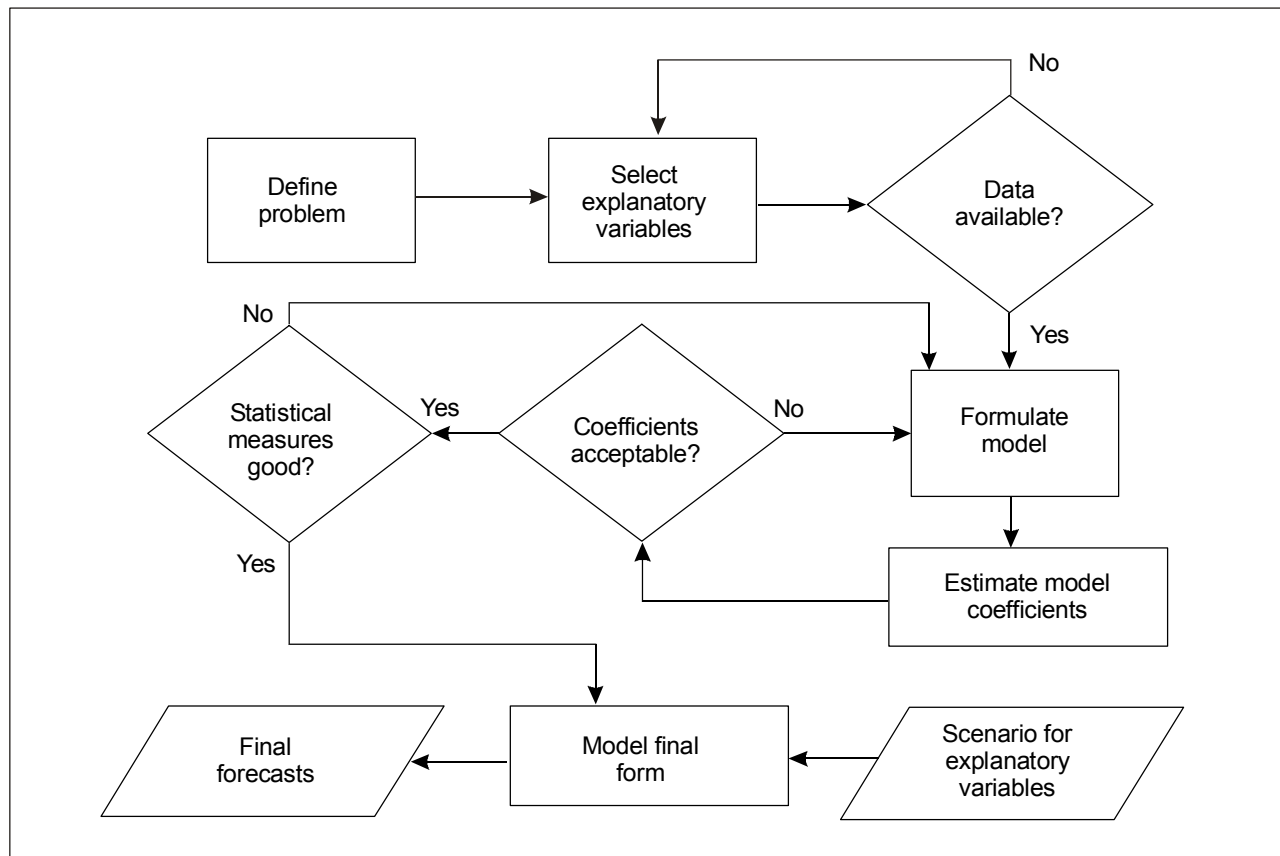 No
Define
problem
Select
explanatory
variables
Data
available?
No
Yes
Statistical
measures
good?
Yes
Coefficients
acceptable?
No
Formulate
model
Yes
Estimate model
coefficients
Final
forecasts
Model final
form
Scenario for
explanatory
variables